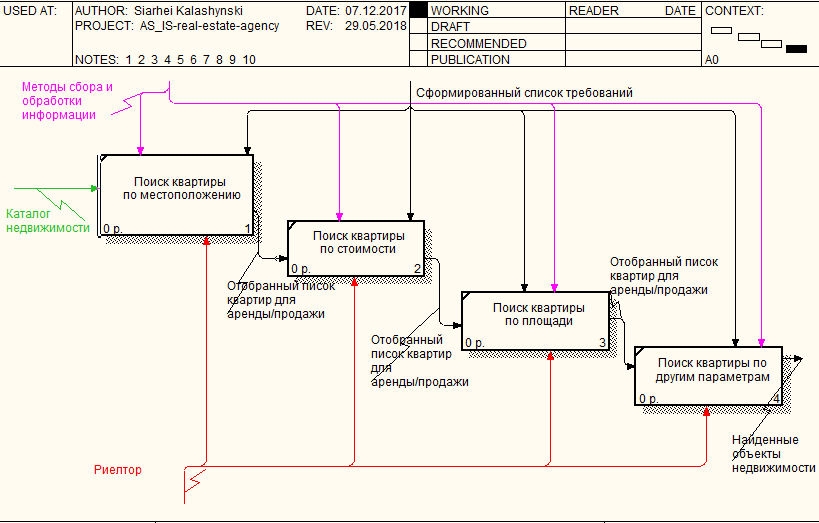 USED AT:
AUTHOR: Siarhei Kalashynski
DATE: 07.12.2017
WORKING
READER
DATE
CONTEXT:
PROJECT: AS_IS-real-estate-agency
REV: 29.05.2018
DRAFT
RECOMMENDED
NOTES: 1 2 3 4 5 6 7 8 9 10
PUBLICATION
A0
Методы сбора и
обработки
информации
Сформированный список требований
Поиск квартиры
по местоположению
0 р.
1
Каталог
недвижимости
Поиск квартиры
по стоимости
0 р.
2
Отобранный писок
квартир для
аренды/продажи
Отобранный писок
квартир для
аренды/продажи
Поиск квартиры
по площади
0 р.
3
Отобранный
писок квартир
для
аренды/продажи
Поиск квартиры по
другим параметрам
0 р.
4
Найденные
объекты
недвижимости
Риелтор